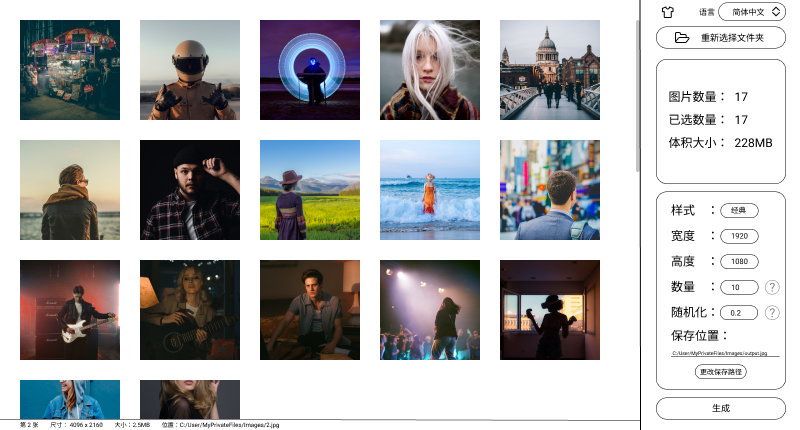 语言 简体中文
重新选择文件夹
图片数量： 17
已选数量： 17
体积大小： 228MB
样式 ： 经典
宽度 ： 1920
高度 ： 1080
数量 ： 10 ?
随机化： 0.2 ?
保存位置：
C:/User/MyPrivateFiles/Images/output.jpg
更改保存路径
生成
第 2 张 尺寸： 4096 x 2160 大小：2.5MB 位置：C:/User/MyPrivateFiles/Images/2.jpg